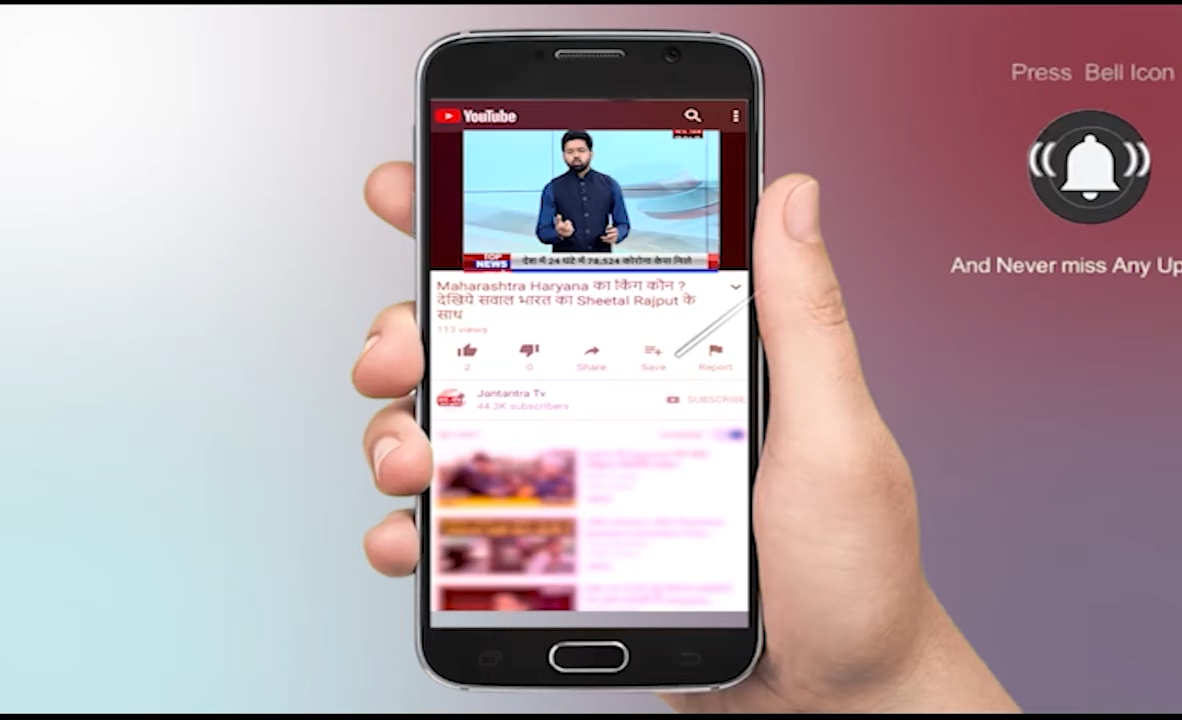 Press Bell Icon
And Never miss Any Up
YouTube
TOP
NEWS
देश में 24 घंटे में 78,524 कोरोना केस मिले
Maharashtra Haryana का किंग कौन ?
देखिये सवाल भारत का Sheetal Rajput के
साथ
113 views
2
0
Share
Save
Report
Jantantra Tv
44.3K subscribers
SUBSCRIBE